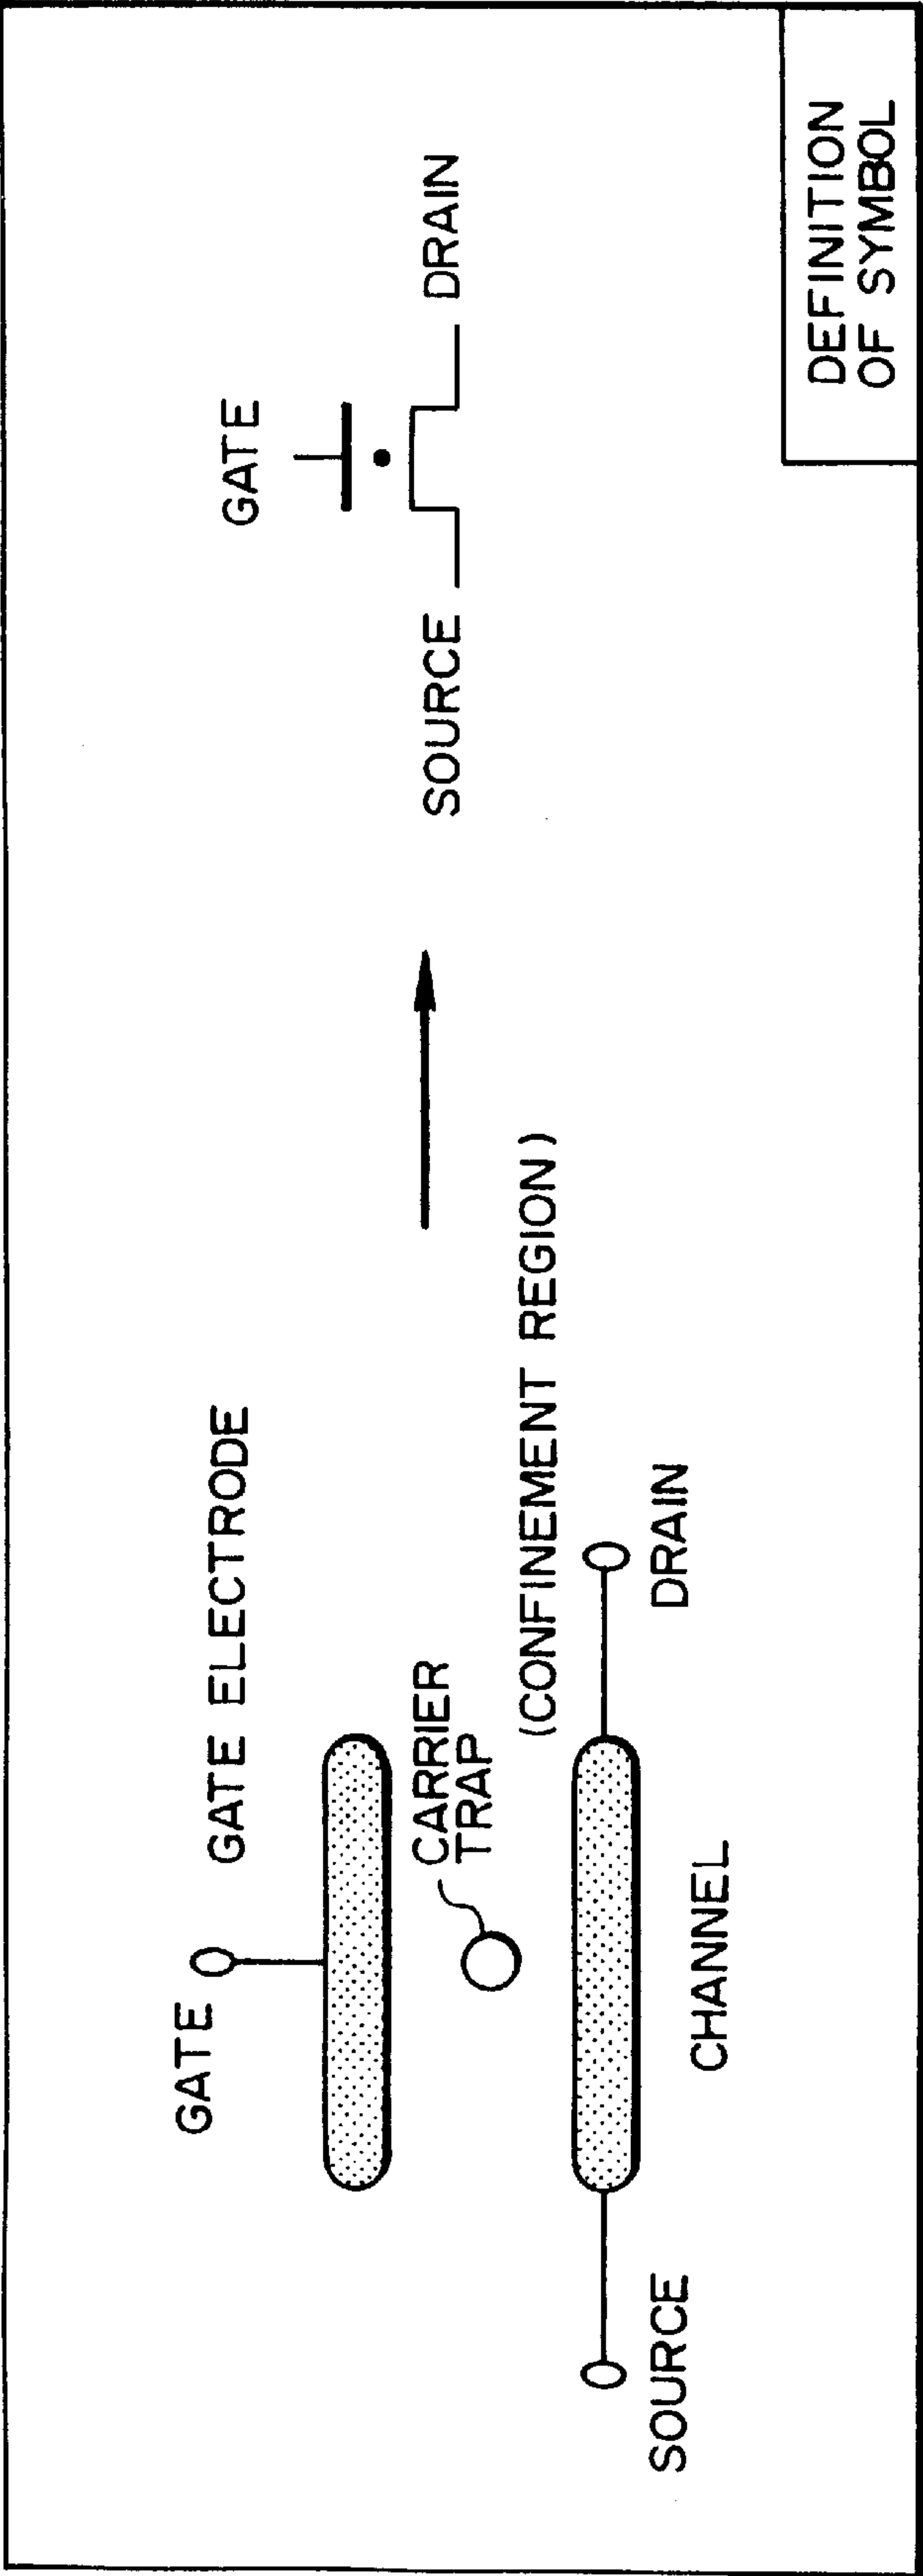 GATE
GATE ELECTRODE
CARRIER
TRAP
(CONFINEMENT REGION)
SOURCE
DRAIN
CHANNEL
GATE
SOURCE
DRAIN
DEFINITION
OF SYMBOL